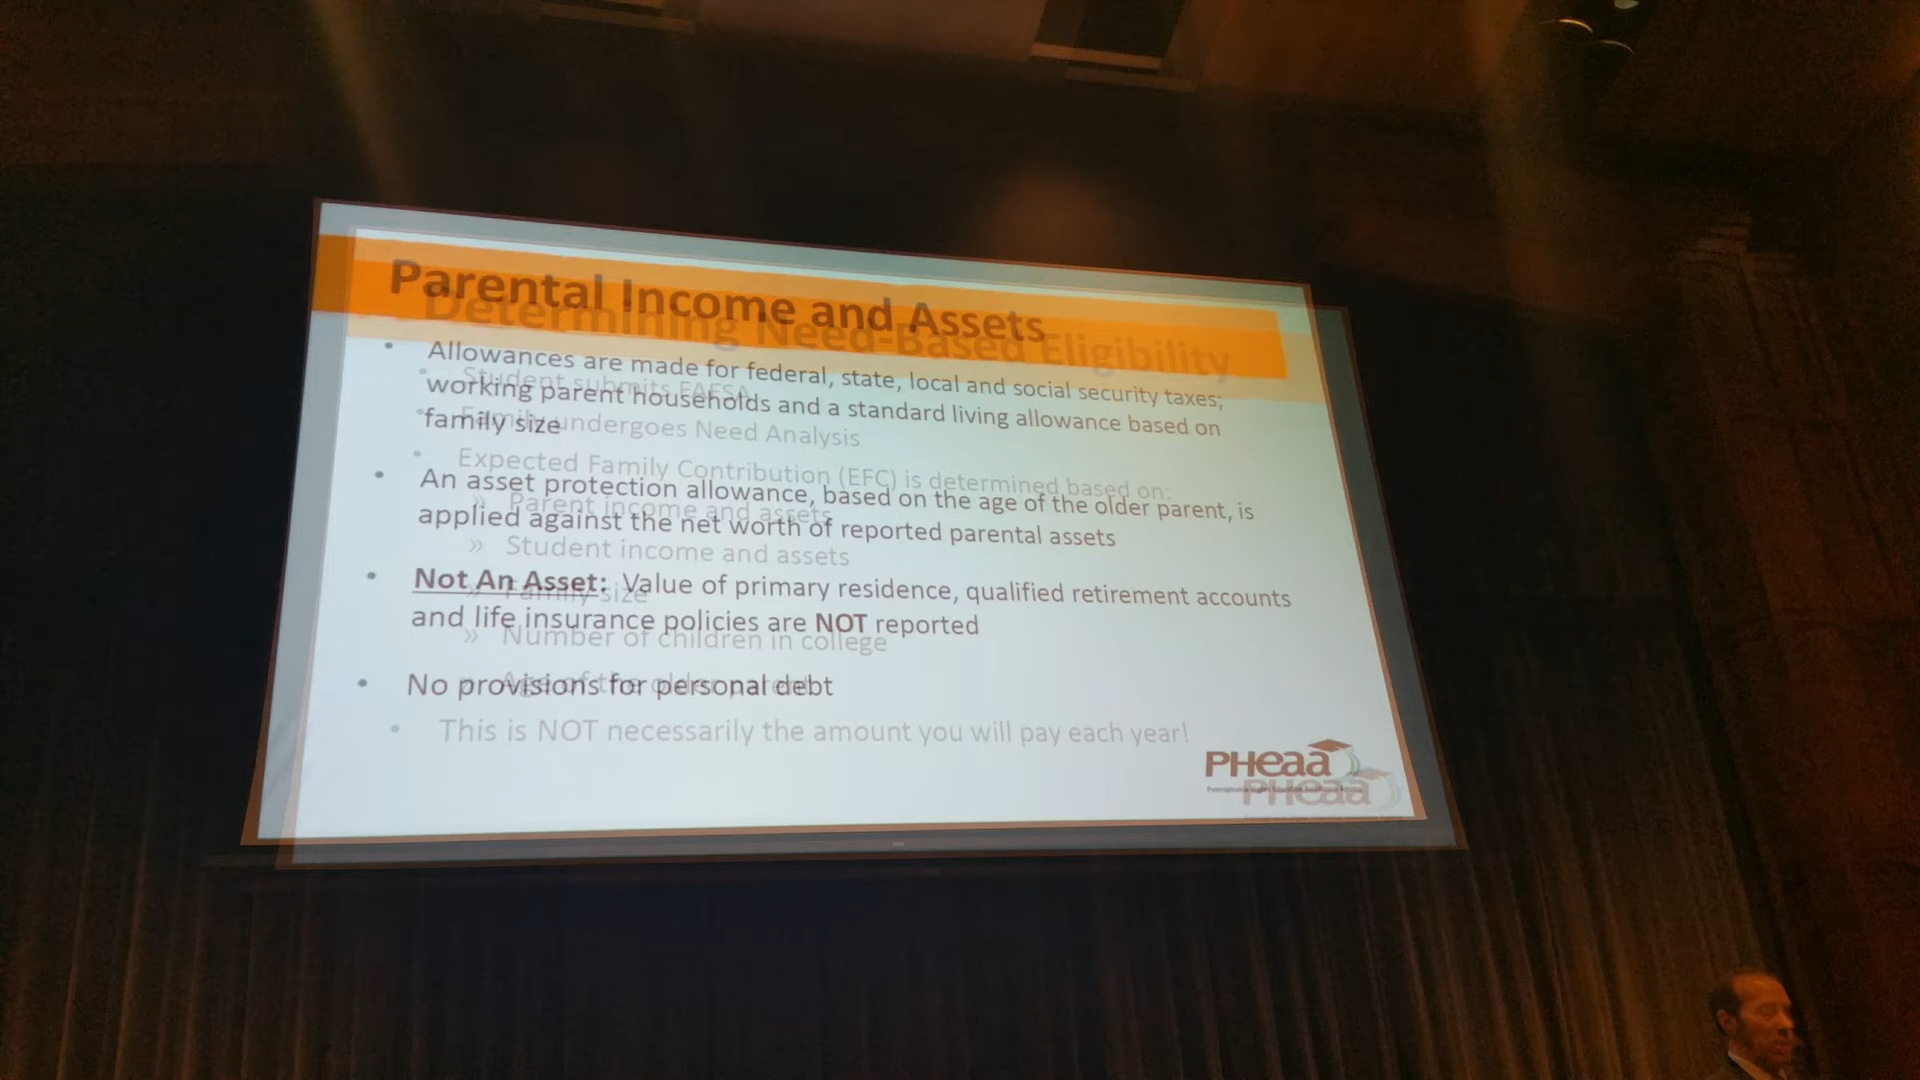 Parental Income and Assets
• Allowances are made for federal, state, local and social security taxes;
working parent households and a standard living allowance based on
family size
• An asset protection allowance, based on the age of the older parent, is
applied against the net worth of reported parental assets
• Not An Asset: Value of primary residence, qualified retirement accounts
and life insurance policies are NOT reported
• No provisions for personal debt
PHEAA
Determining Need-Based Eligibility
• Student submits FAFSA
• Family undergoes Need Analysis
• Expected Family Contribution (EFC) is determined based on:
» Parent income and assets
» Student income and assets
» Family size
» Number of children in college
» Age of the older parent
• This is NOT necessarily the amount you will pay each year!
PHEAA